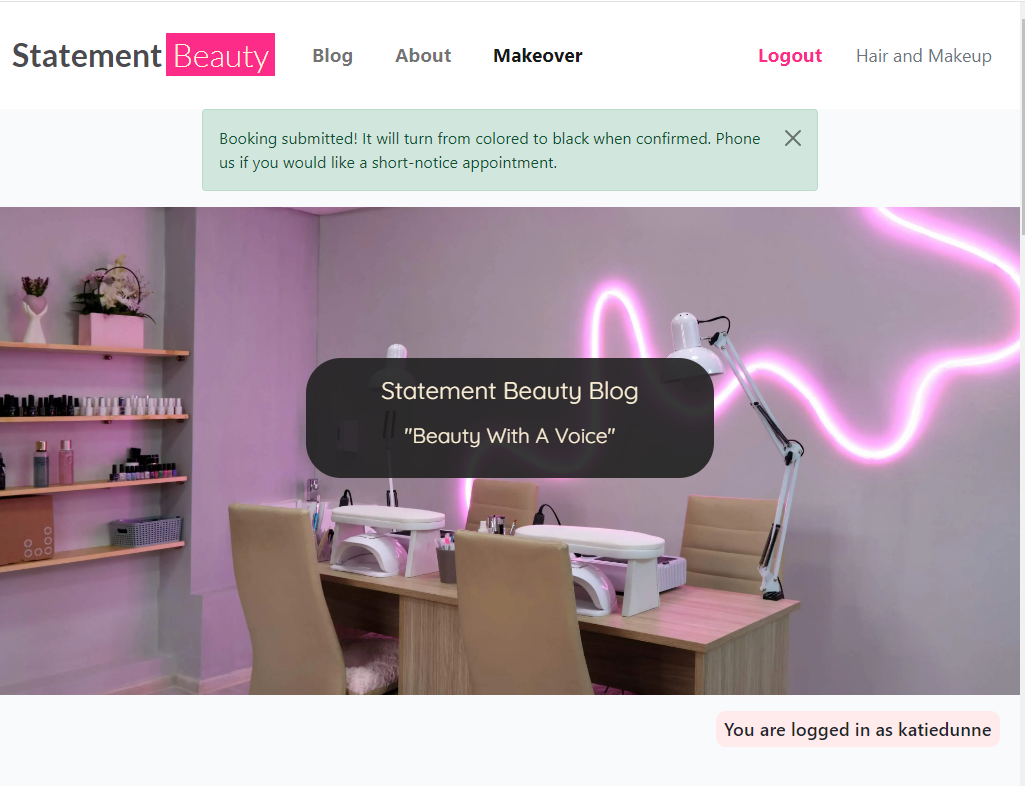 Statement Beauty Blog About Makeover Logout Hair and Makeup
Booking submitted! It will turn from colored to black when confirmed. Phone
us if you would like a short-notice appointment.
Statement Beauty Blog
"Beauty With A Voice"
You are logged in as katiedunne